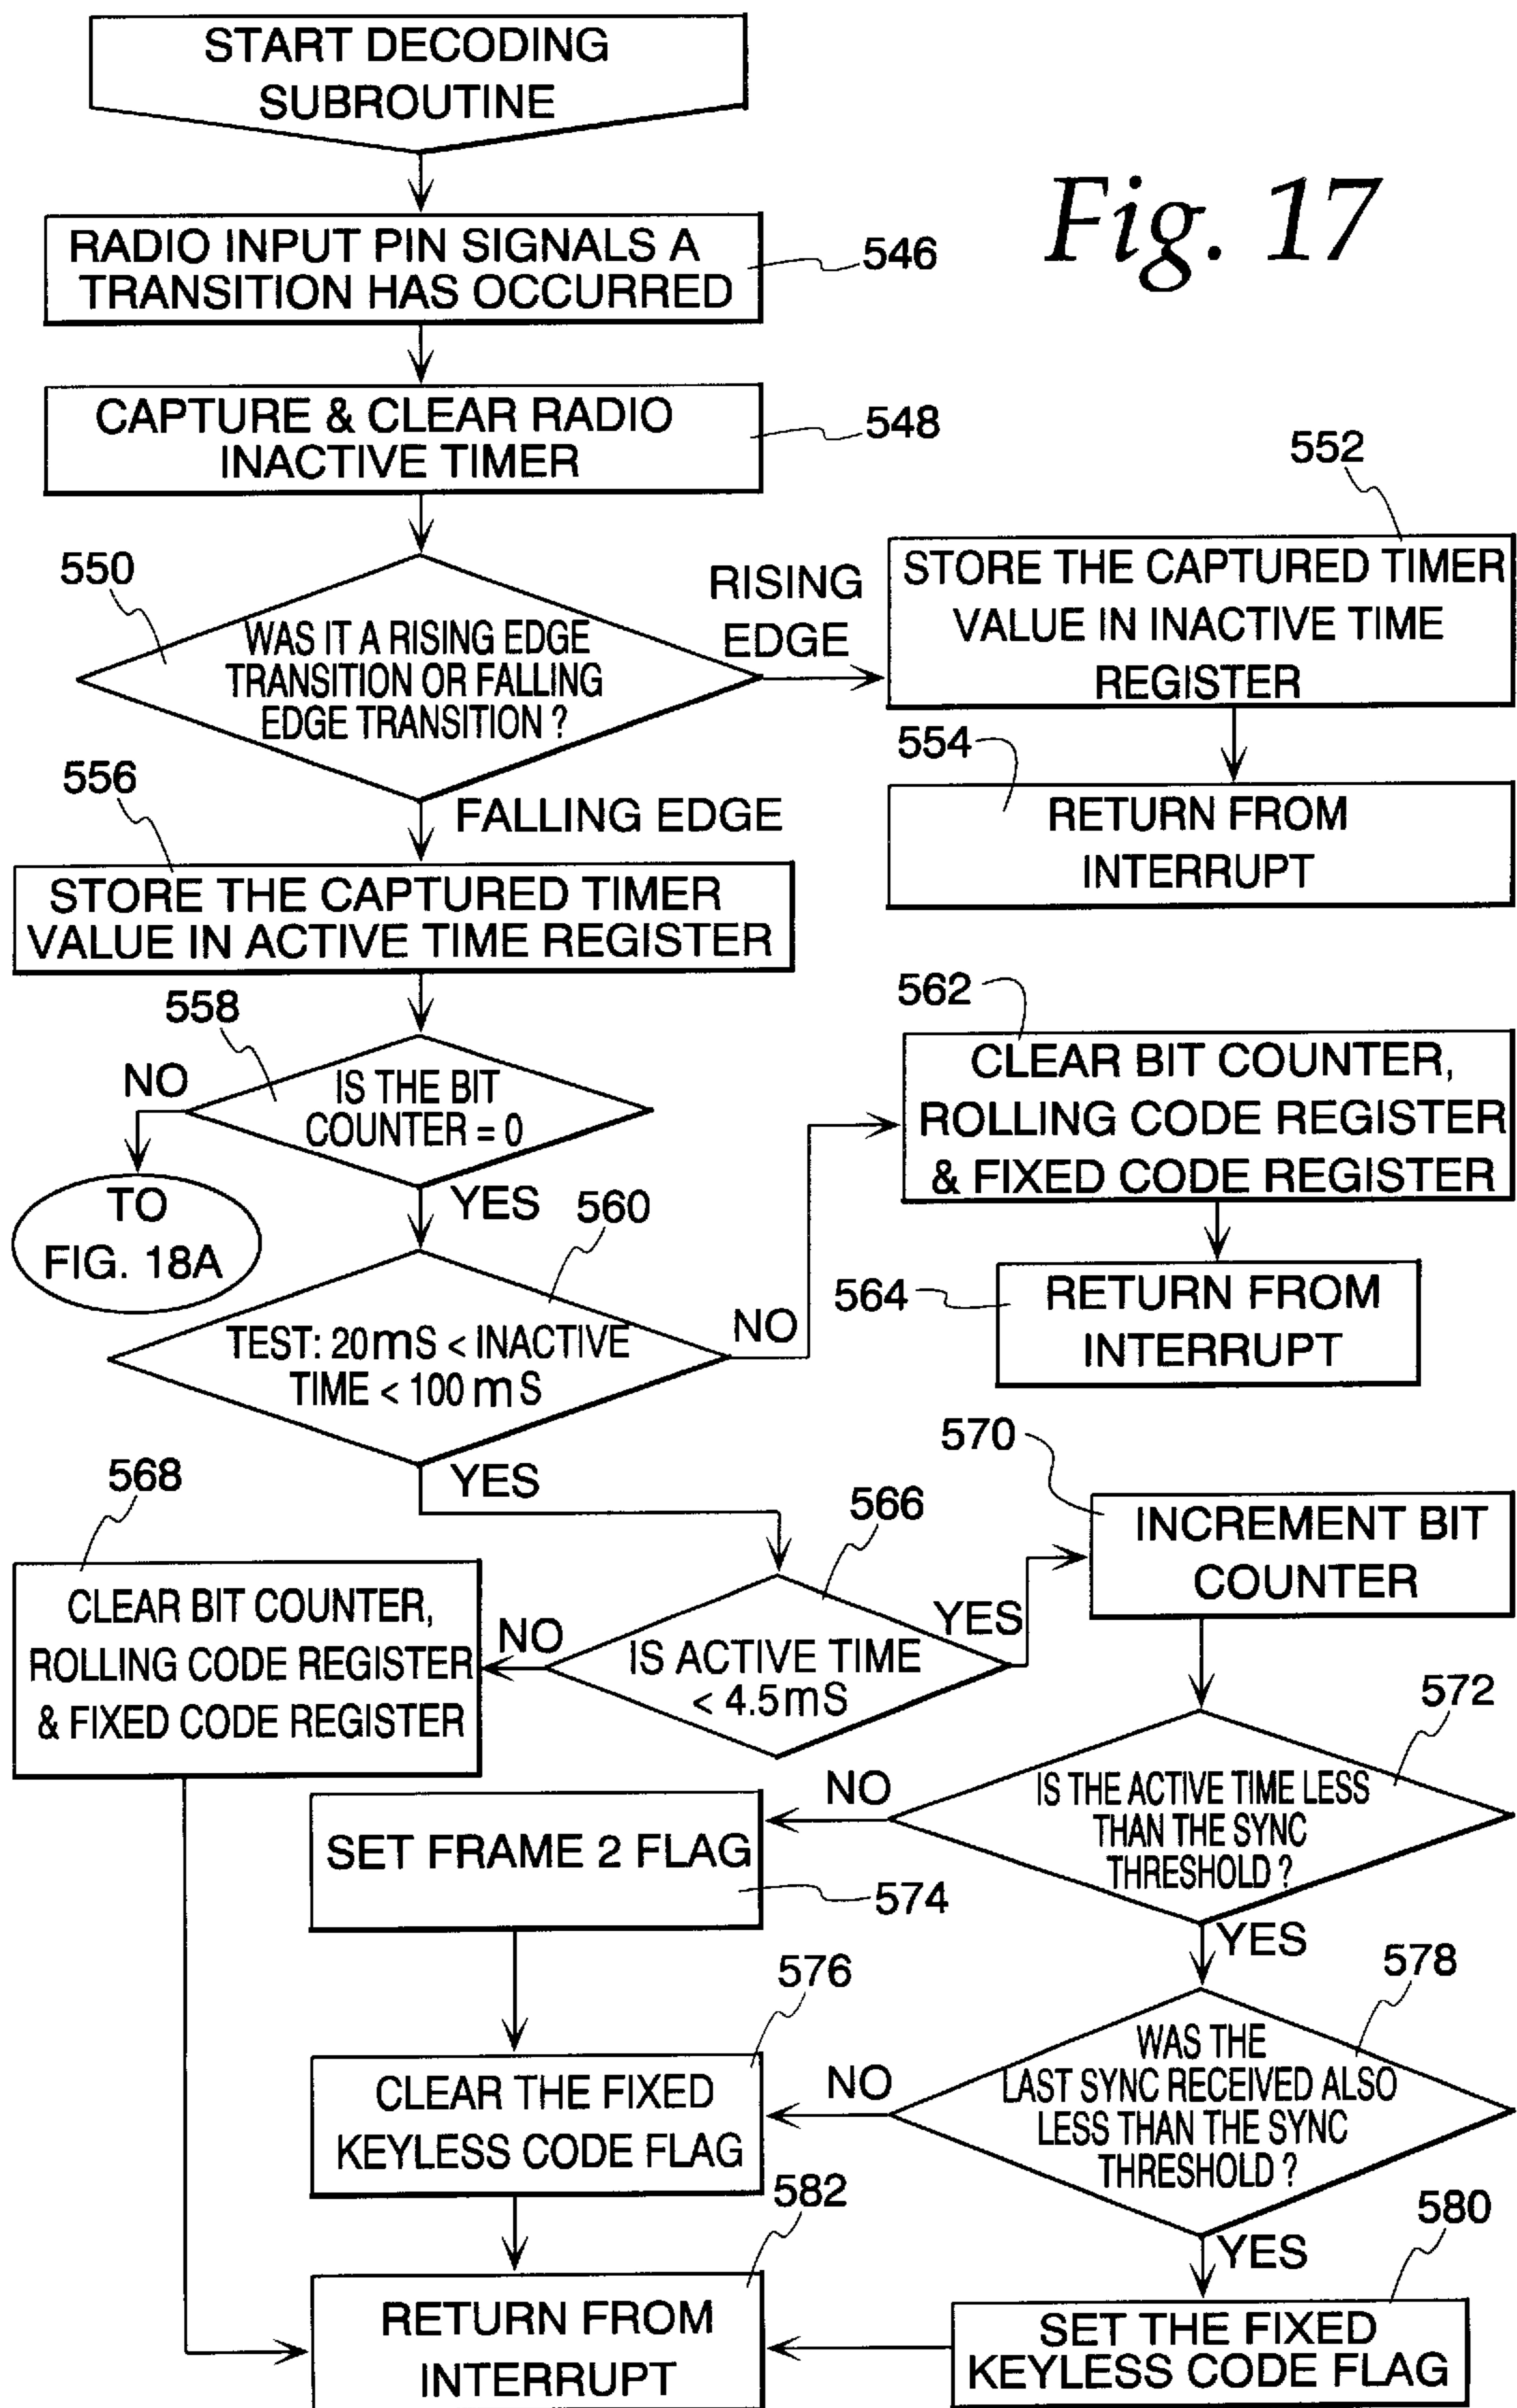 START DECODING
SUBROUTINE
Fig. 17
RADIO INPUT PIN SIGNALS A
TRANSITION HAS OCCURRED
546
CAPTURE & CLEAR RADIO
INACTIVE TIMER
548
550
WAS IT A RISING EDGE
TRANSITION OR FALLING
EDGE TRANSITION ?
RISING
EDGE
552
STORE THE CAPTURED TIMER
VALUE IN INACTIVE TIME
REGISTER
554
RETURN FROM
INTERRUPT
FALLING EDGE
556
STORE THE CAPTURED TIMER
VALUE IN ACTIVE TIME REGISTER
558
IS THE BIT
COUNTER = 0
NO
TO
FIG. 18A
YES
560
TEST: 20mS < INACTIVE
TIME < 100 mS
NO
562
CLEAR BIT COUNTER,
ROLLING CODE REGISTER
& FIXED CODE REGISTER
564
RETURN FROM
INTERRUPT
YES
566
IS ACTIVE TIME
< 4.5mS
NO
568
CLEAR BIT COUNTER,
ROLLING CODE REGISTER
& FIXED CODE REGISTER
YES
570
INCREMENT BIT
COUNTER
572
IS THE ACTIVE TIME LESS
THAN THE SYNC
THRESHOLD ?
NO
SET FRAME 2 FLAG
574
YES
576
CLEAR THE FIXED
KEYLESS CODE FLAG
578
WAS THE
LAST SYNC RECEIVED ALSO
LESS THAN THE SYNC
THRESHOLD ?
NO
YES
580
SET THE FIXED
KEYLESS CODE FLAG
582
RETURN FROM
INTERRUPT